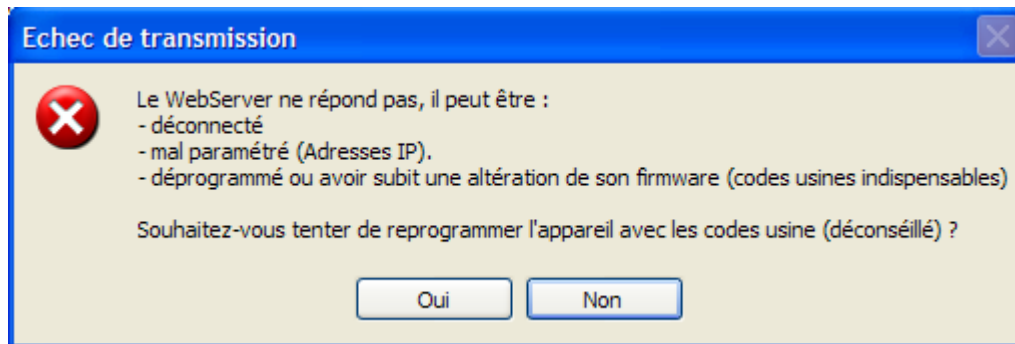 Echec de transmission
Le WebServer ne répond pas, il peut être :
- déconnecté
- mal paramétré (Adresses IP).
- déprogrammé ou avoir subit une altération de son firmware (codes usines indispensables)
Souhaitez-vous tenter de reprogrammer l'appareil avec les codes usine (déconséillé) ?
Oui
Non